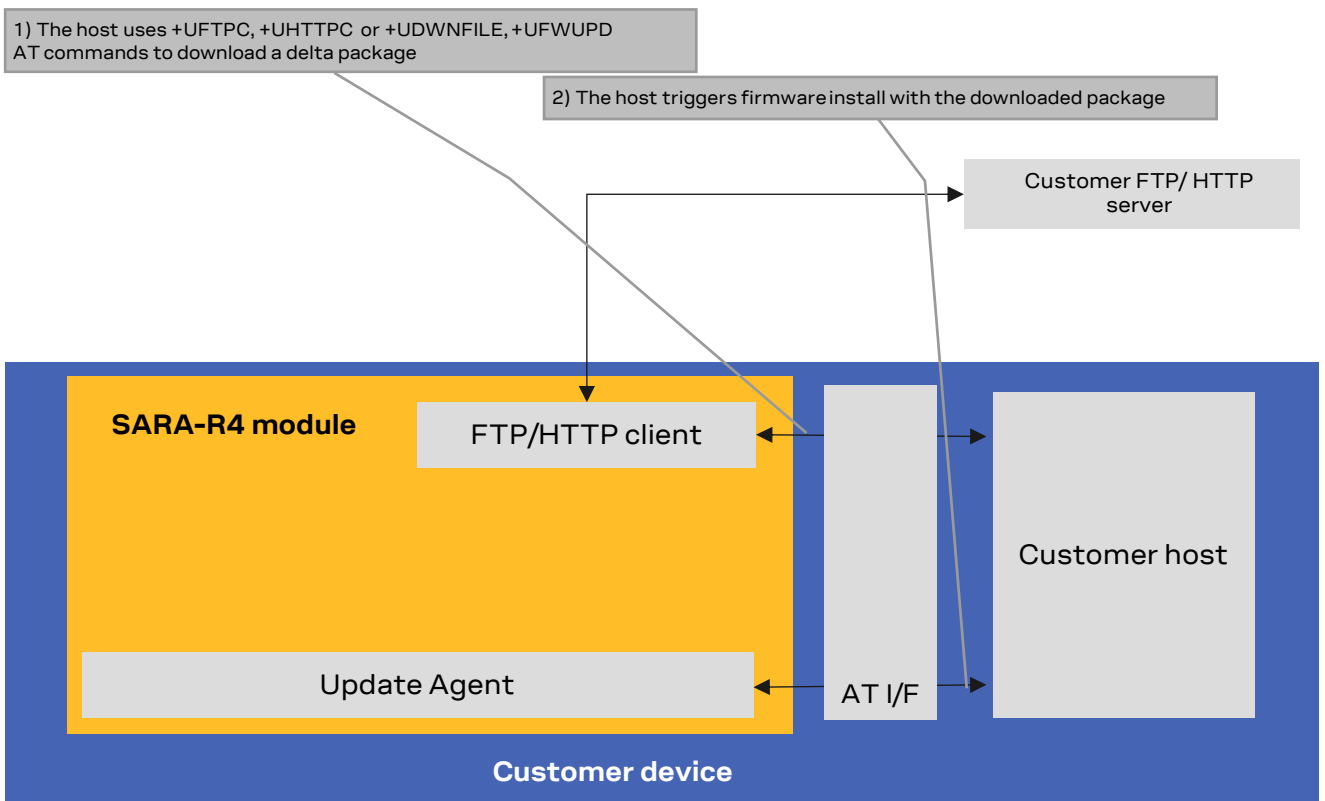 1) The host uses +UFTPC, +UHTTPC or +UDWNFILE, +UFWUPD
AT commands to download a delta package
2) The host triggers firmware install with the downloaded package
Customer FTP/ HTTP
server
SARA-R4 module
FTP/HTTP client
Customer host
Update Agent
AT I/F
Customer device